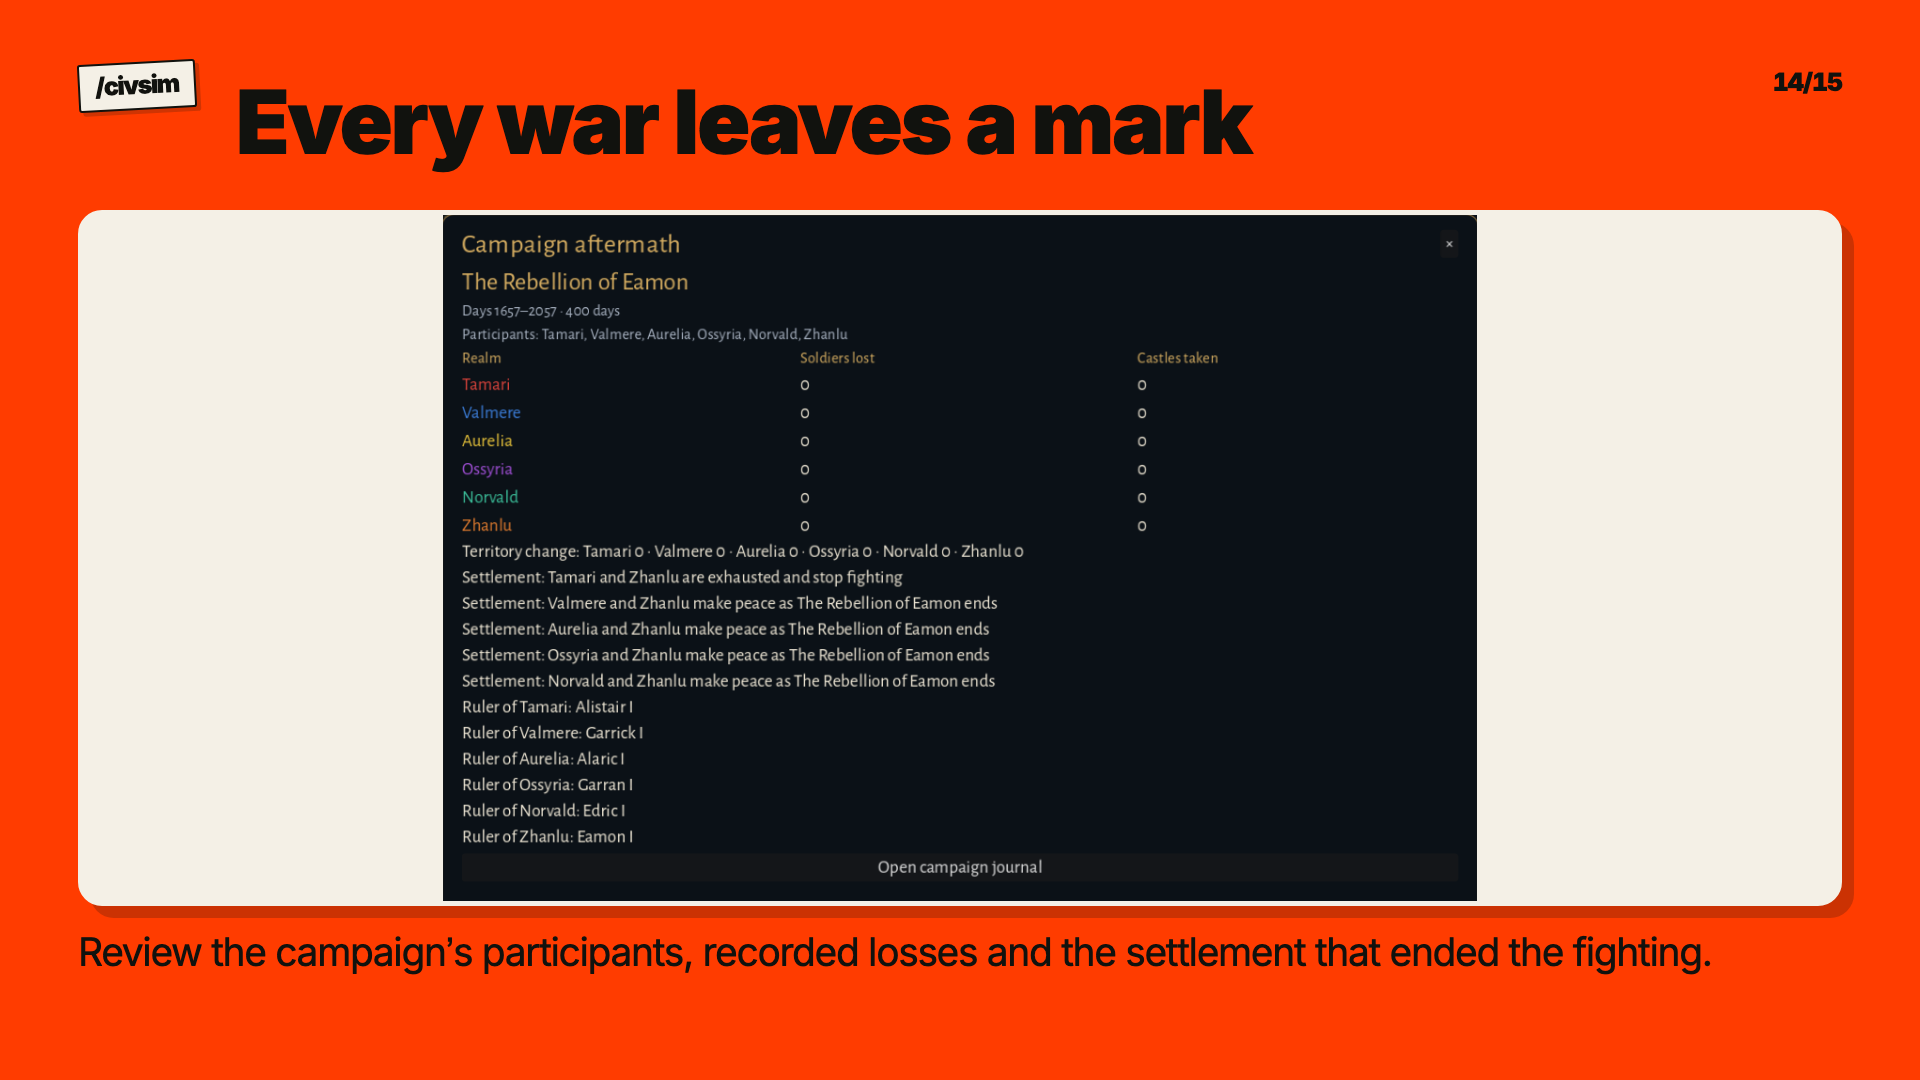 /civsim
Every war leaves a mark
14/15
Campaign aftermath
×
The Rebellion of Eamon
Days 1657–2057 · 400 days
Participants: Tamari, Valmere, Aurelia, Ossyria, Norvald, Zhanlu
Realm Soldiers lost Castles taken
Tamari 0 0
Valmere 0 0
Aurelia 0 0
Ossyria 0 0
Norvald 0 0
Zhanlu 0 0
Territory change: Tamari 0 · Valmere 0 · Aurelia 0 · Ossyria 0 · Norvald 0 · Zhanlu 0
Settlement: Tamari and Zhanlu are exhausted and stop fighting
Settlement: Valmere and Zhanlu make peace as The Rebellion of Eamon ends
Settlement: Aurelia and Zhanlu make peace as The Rebellion of Eamon ends
Settlement: Ossyria and Zhanlu make peace as The Rebellion of Eamon ends
Settlement: Norvald and Zhanlu make peace as The Rebellion of Eamon ends
Ruler of Tamari: Alistair I
Ruler of Valmere: Garrick I
Ruler of Aurelia: Alaric I
Ruler of Ossyria: Garran I
Ruler of Norvald: Edric I
Ruler of Zhanlu: Eamon I
Open campaign journal
Review the campaign’s participants, recorded losses and the settlement that ended the fighting.